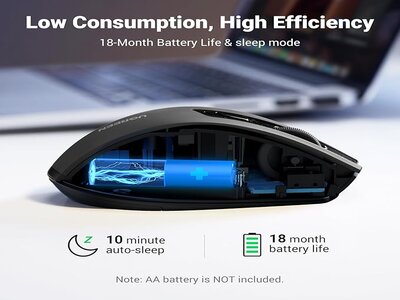 Low Consumption, High Efficiency
18-Month Battery Life & sleep mode
UGREEN
Z
10 minute
auto-sleep
18 month
battery life
Note: AA battery is NOT included.